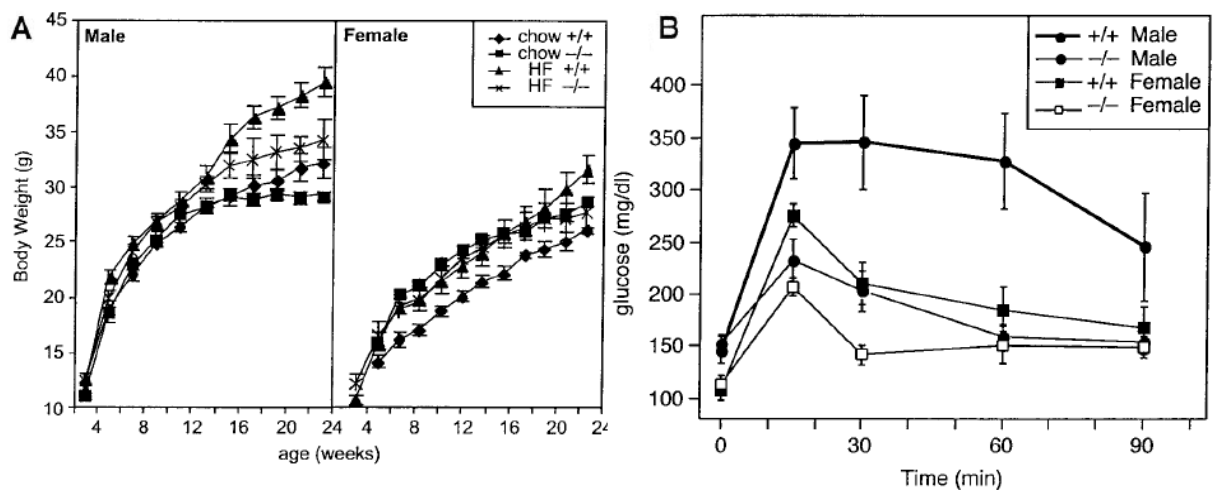 A
Male
Female
chow +/+
chow –/–
HF +/+
HF –/–
45
40
35
30
25
20
15
10
Body Weight (g)
4 8 12 16 20 24
4 8 12 16 20 24
age (weeks)
B
+/+ Male
–/– Male
+/+ Female
–/– Female
400
350
300
250
200
150
100
glucose (mg/dl)
0 30 60 90
Time (min)